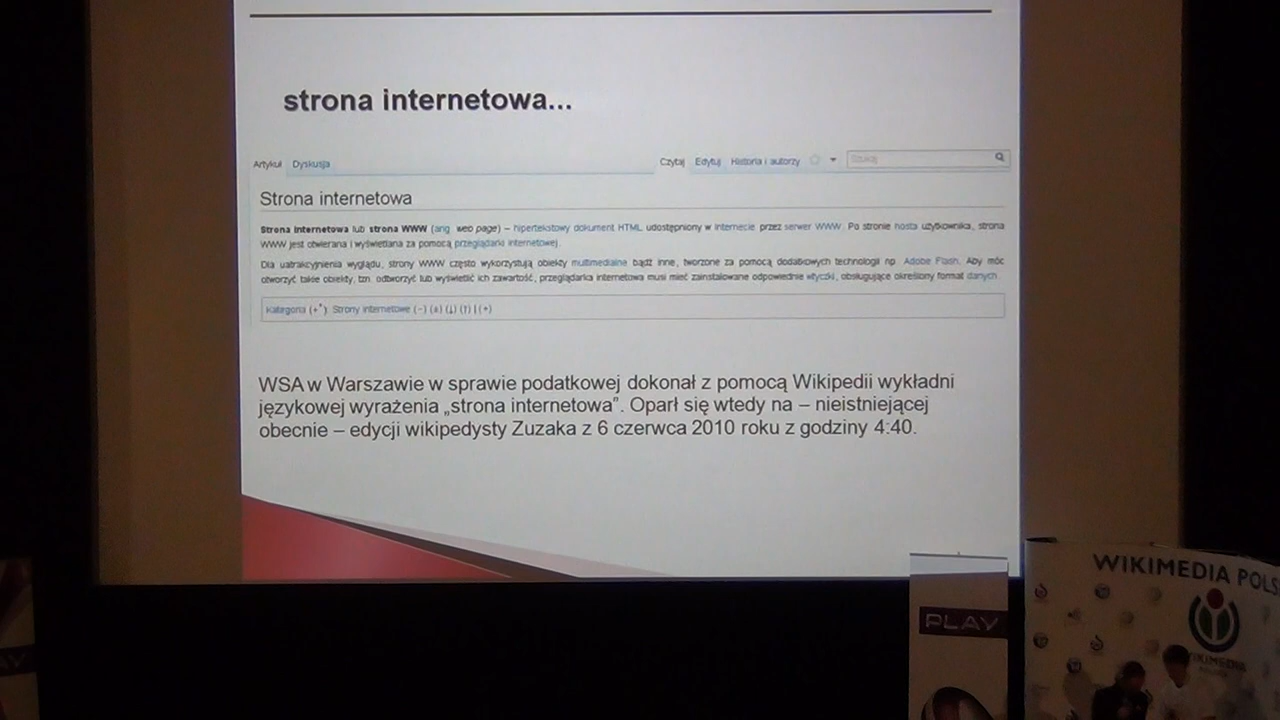 strona internetowa...
Artykuł Dyskusja Czytaj Edytuj Historia i autorzy Szukaj
Strona internetowa
Strona internetowa lub strona WWW (ang. web page) – hipertekstowy dokument HTML udostępniony w Internecie przez serwer WWW. Po stronie hosta użytkownika, strona
WWW jest otwierana i wyświetlana za pomocą przeglądarki internetowej.
Dla uatrakcyjnienia wyglądu, strony WWW często wykorzystują obiekty multimedialne bądź inne, tworzone za pomocą dodatkowych technologii np. Adobe Flash. Aby móc
otworzyć takie obiekty, tzn. odtworzyć lub wyświetlić ich zawartość, przeglądarka internetowa musi mieć zainstalowane odpowiednie wtyczki, obsługujące określony format danych.
Kategoria (++): Strony internetowe (−) (±) (↓) (↑) | (+)
WSA w Warszawie w sprawie podatkowej dokonał z pomocą Wikipedii wykładni
językowej wyrażenia „strona internetowa”. Oparł się wtedy na – nieistniejącej
obecnie – edycji wikipedysty Zuzaka z 6 czerwca 2010 roku z godziny 4:40.
WIKIMEDIA POLS
PLAY
WIKIMEDIA